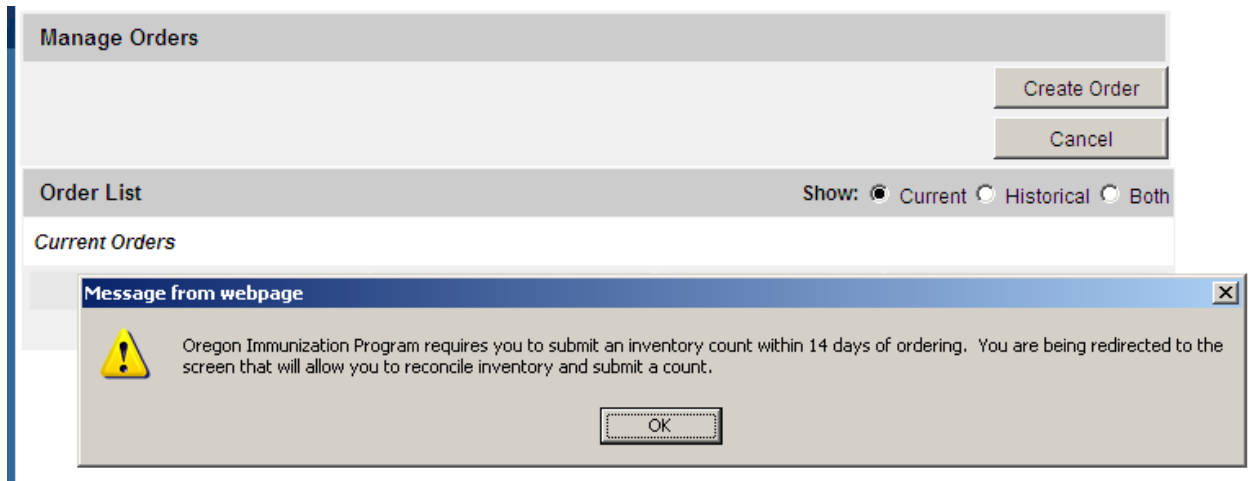 Manage Orders
Create Order
Cancel
Order List
Show: Current Historical Both
Current Orders
Message from webpage
Oregon Immunization Program requires you to submit an inventory count within 14 days of ordering. You are being redirected to the
screen that will allow you to reconcile inventory and submit a count.
OK